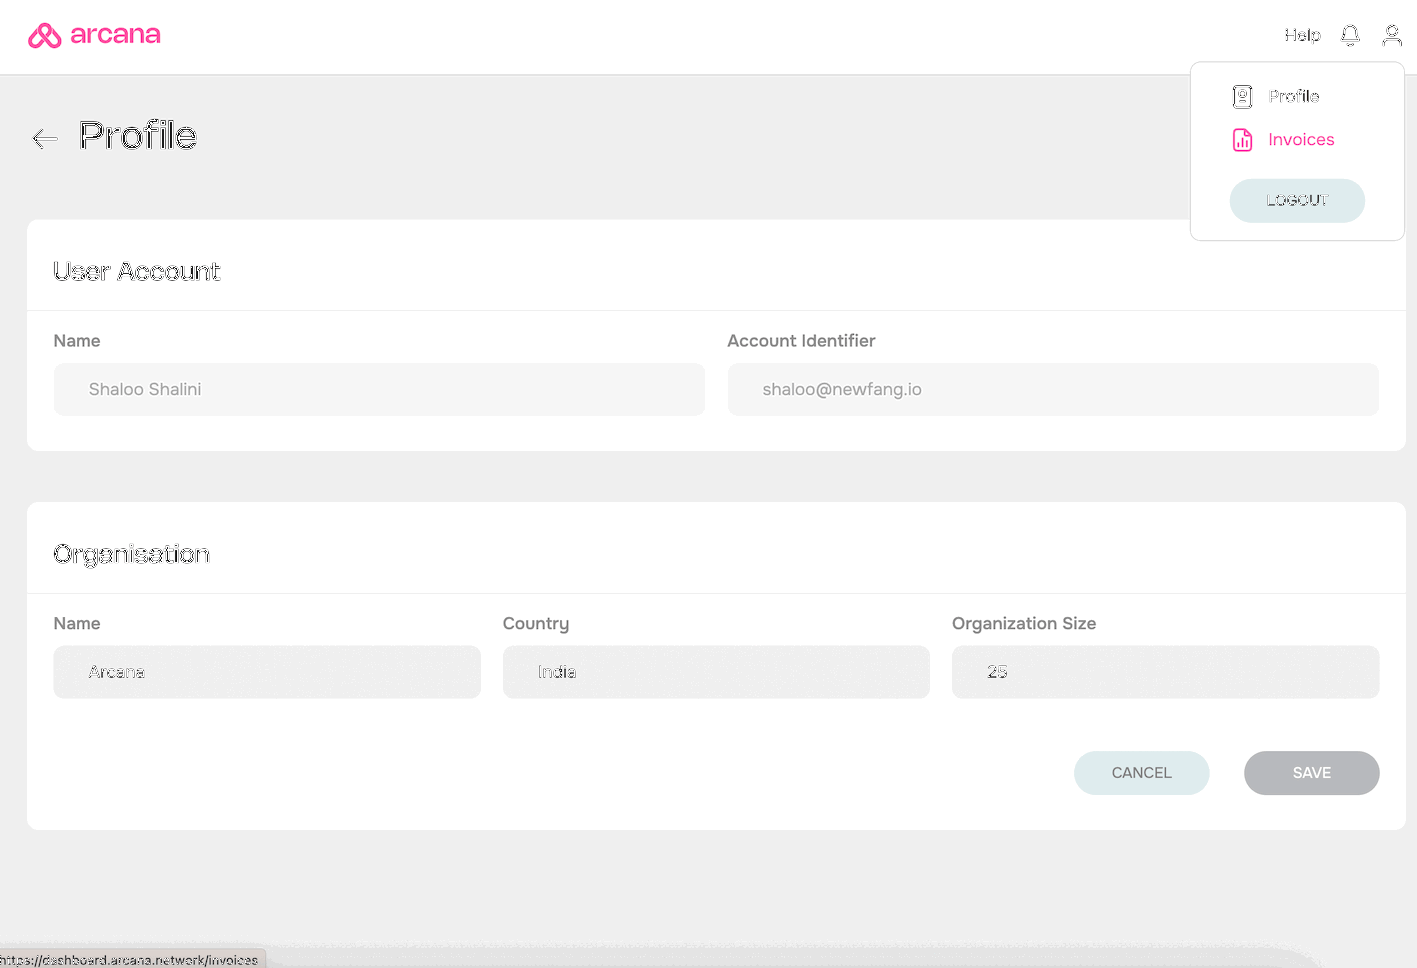 arcana
Help
Profile
Invoices
LOGOUT
Profile
User Account
Name
Account Identifier
Shaloo Shalini
shaloo@newfang.io
Organisation
Name
Country
Organization Size
Arcana
India
25
CANCEL
SAVE
https://dashboard.arcana.network/invoices